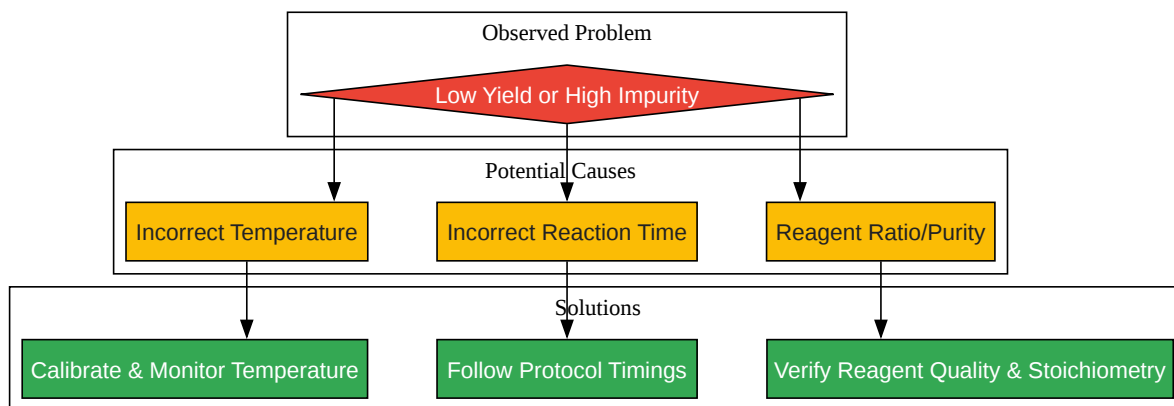 Observed Problem
Low Yield or High Impurity
Potential Causes
Incorrect Temperature
Incorrect Reaction Time
Reagent Ratio/Purity
Solutions
Calibrate & Monitor Temperature
Follow Protocol Timings
Verify Reagent Quality & Stoichiometry